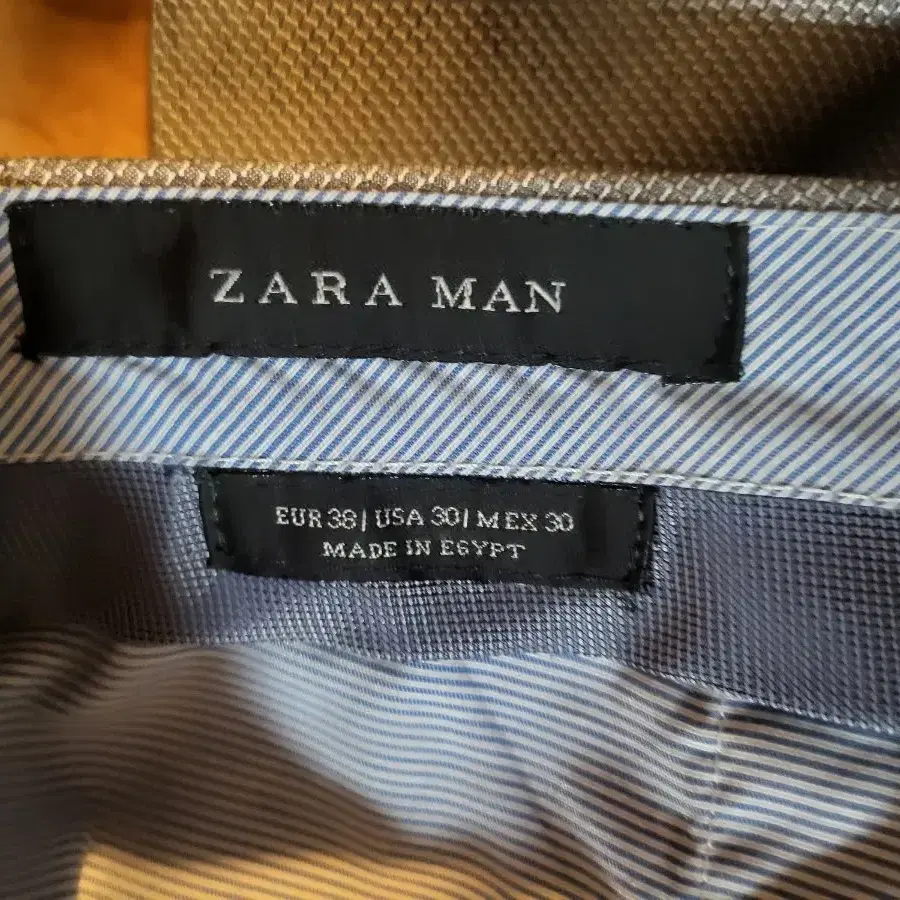 ZARA MAN
EUR 38 / USA 30 / MEX 30
MADE IN EGYPT